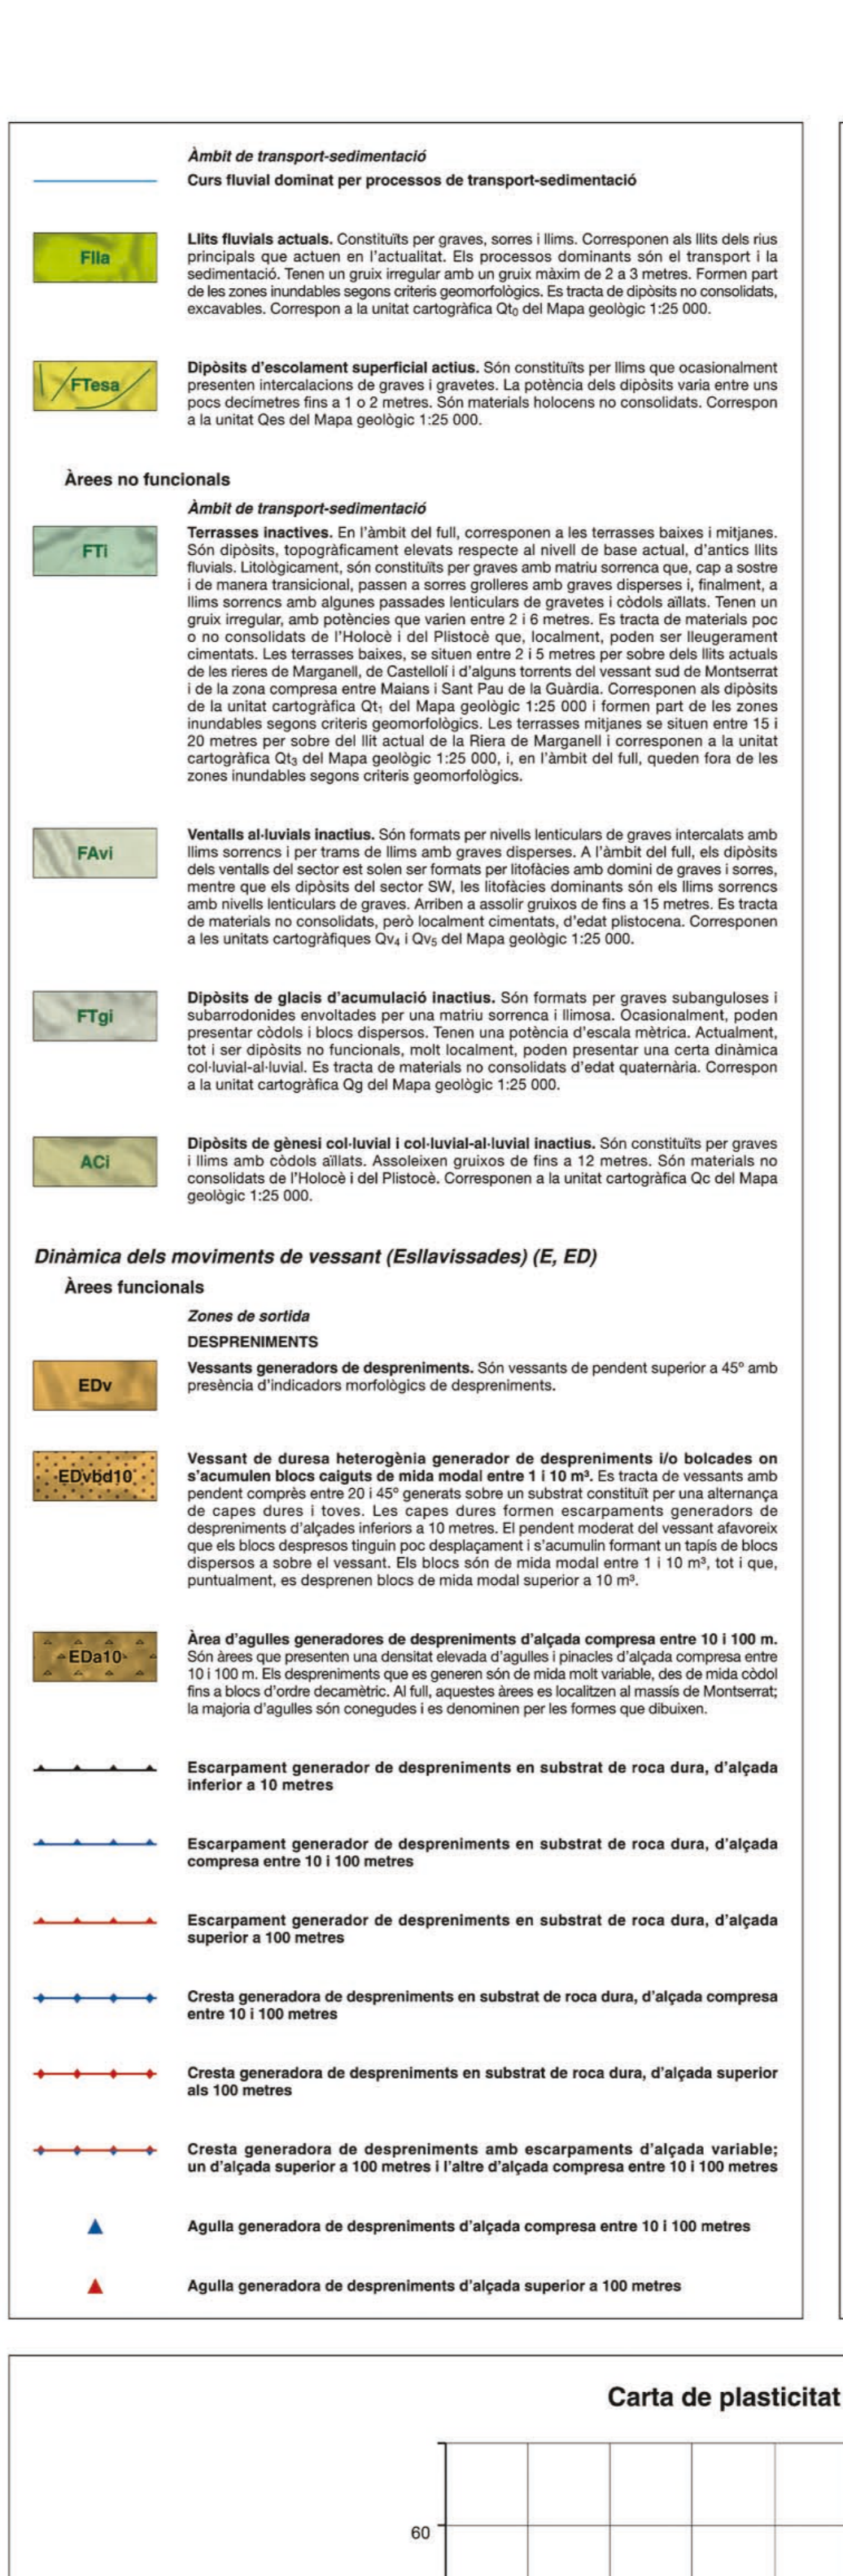 Àmbit de transport-sedimentació
Curs fluvial dominat per processos de transport-sedimentació
Flla
Llits fluvials actuals. Constituïts per graves, sorres i llims. Corresponen als llits dels rius
principals que actuen en l'actualitat. Els processos dominants són el transport i la
sedimentació. Tenen un gruix irregular amb un gruix màxim de 2 a 3 metres. Formen part
de les zones inundables segons criteris geomorfològics. Es tracta de dipòsits no consolidats,
excavables. Correspon a la unitat cartogràfica Qt₀ del Mapa geològic 1:25 000.
FTesa
Dipòsits d'escolament superficial actius. Són constituïts per llims que ocasionalment
presenten intercalacions de graves i gravetes. La potència dels dipòsits varia entre uns
pocs decímetres fins a 1 o 2 metres. Són materials holocens no consolidats. Correspon
a la unitat Qes del Mapa geològic 1:25 000.
Àrees no funcionals
Àmbit de transport-sedimentació
FTi
Terrasses inactives. En l'àmbit del full, corresponen a les terrasses baixes i mitjanes.
Són dipòsits, topogràficament elevats respecte al nivell de base actual, d'antics llits
fluvials. Litològicament, són constituïts per graves amb matriu sorrenca que, cap a sostre
i de manera transicional, passen a sorres grolleres amb graves disperses i, finalment, a
llims sorrencs amb algunes passades lenticulars de gravetes i còdols aïllats. Tenen un
gruix irregular, amb potències que varien entre 2 i 6 metres. Es tracta de materials poc
o no consolidats de l'Holocè i del Plistocè que, localment, poden ser lleugerament
cimentats. Les terrasses baixes, se situen entre 2 i 5 metres per sobre dels llits actuals
de les rieres de Marganell, de Castellolí i d'alguns torrents del vessant sud de Montserrat
i de la zona compresa entre Maians i Sant Pau de la Guàrdia. Corresponen als dipòsits
de la unitat cartogràfica Qt₁ del Mapa geològic 1:25 000 i formen part de les zones
inundables segons criteris geomorfològics. Les terrasses mitjanes se situen entre 15 i
20 metres per sobre del llit actual de la Riera de Marganell i corresponen a la unitat
cartogràfica Qt₃ del Mapa geològic 1:25 000, i, en l'àmbit del full, queden fora de les
zones inundables segons criteris geomorfològics.
FAvi
Ventalls al·luvials inactius. Són formats per nivells lenticulars de graves intercalats amb
llims sorrencs i per trams de llims amb graves disperses. A l'àmbit del full, els dipòsits
dels ventalls del sector est solen ser formats per litofàcies amb domini de graves i sorres,
mentre que els dipòsits del sector SW, les litofàcies dominants són els llims sorrencs
amb nivells lenticulars de graves. Arriben a assolir gruixos de fins a 15 metres. Es tracta
de materials no consolidats, però localment cimentats, d'edat plistocena. Corresponen
a les unitats cartogràfiques Qv₄ i Qv₅ del Mapa geològic 1:25 000.
FTgi
Dipòsits de glacis d'acumulació inactius. Són formats per graves subanguloses i
subarrodonides envoltades per una matriu sorrenca i llimosa. Ocasionalment, poden
presentar còdols i blocs dispersos. Tenen una potència d'escala mètrica. Actualment,
tot i ser dipòsits no funcionals, molt localment, poden presentar una certa dinàmica
col·luvial-al·luvial. Es tracta de materials no consolidats d'edat quaternària. Correspon
a la unitat cartogràfica Qg del Mapa geològic 1:25 000.
ACi
Dipòsits de gènesi col·luvial i col·luvial-al·luvial inactius. Són constituïts per graves
i llims amb còdols aïllats. Assoleixen gruixos de fins a 12 metres. Són materials no
consolidats de l'Holocè i del Plistocè. Corresponen a la unitat cartogràfica Qc del Mapa
geològic 1:25 000.
Dinàmica dels moviments de vessant (Esllavissades) (E, ED)
Àrees funcionals
Zones de sortida
DESPRENIMENTS
EDv
Vessants generadors de despreniments. Són vessants de pendent superior a 45º amb
presència d'indicadors morfològics de despreniments.
EDvbd10
Vessant de duresa heterogènia generador de despreniments i/o bolcades on
s'acumulen blocs caiguts de mida modal entre 1 i 10 m³. Es tracta de vessants amb
pendent comprès entre 20 i 45º generats sobre un substrat constituït per una alternança
de capes dures i toves. Les capes dures formen escarpaments generadors de
despreniments d'alçades inferiors a 10 metres. El pendent moderat del vessant afavoreix
que els blocs despresos tinguin poc desplaçament i s'acumulin formant un tapís de blocs
dispersos a sobre el vessant. Els blocs són de mida modal entre 1 i 10 m³, tot i que,
puntualment, es desprenen blocs de mida modal superior a 10 m³.
EDa10
Àrea d'agulles generadores de despreniments d'alçada compresa entre 10 i 100 m.
Són àrees que presenten una densitat elevada d'agulles i pinacles d'alçada compresa entre
10 i 100 m. Els despreniments que es generen són de mida molt variable, des de mida còdol
fins a blocs d'ordre decamètric. Al full, aquestes àrees es localitzen al massís de Montserrat;
la majoria d'agulles són conegudes i es denominen per les formes que dibuixen.
Escarpament generador de despreniments en substrat de roca dura, d'alçada
inferior a 10 metres
Escarpament generador de despreniments en substrat de roca dura, d'alçada
compresa entre 10 i 100 metres
Escarpament generador de despreniments en substrat de roca dura, d'alçada
superior a 100 metres
Cresta generadora de despreniments en substrat de roca dura, d'alçada compresa
entre 10 i 100 metres
Cresta generadora de despreniments en substrat de roca dura, d'alçada superior
als 100 metres
Cresta generadora de despreniments amb escarpaments d'alçada variable;
un d'alçada superior a 100 metres i l'altre d'alçada compresa entre 10 i 100 metres
Agulla generadora de despreniments d'alçada compresa entre 10 i 100 metres
Agulla generadora de despreniments d'alçada superior a 100 metres
Carta de plasticitat
60